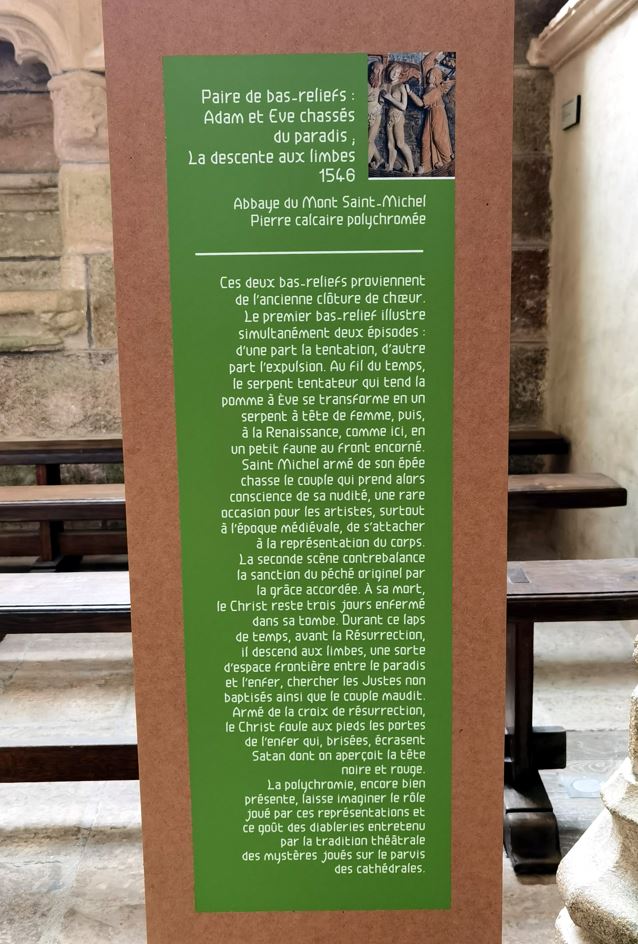 Paire de bas-reliefs :
Adam et Eve chassés
du paradis ;
La descente aux limbes
1546
Abbaye du Mont Saint-Michel
Pierre calcaire polychromée
Ces deux bas-reliefs proviennent
de l'ancienne clôture de chœur.
Le premier bas-relief illustre
simultanément deux épisodes :
d'une part la tentation, d'autre
part l'expulsion. Au fil du temps,
le serpent tentateur qui tend la
pomme à Ève se transforme en un
serpent à tête de femme, puis,
à la Renaissance, comme ici, en
un petit faune au front encorné.
Saint Michel armé de son épée
chasse le couple qui prend alors
conscience de sa nudité, une rare
occasion pour les artistes, surtout
à l'époque médiévale, de s'attacher
à la représentation du corps.
La seconde scène contrebalance
la sanction du péché originel par
la grâce accordée. À sa mort,
le Christ reste trois jours enfermé
dans sa tombe. Durant ce laps
de temps, avant la Résurrection,
il descend aux limbes, une sorte
d'espace frontière entre le paradis
et l'enfer, chercher les Justes non
baptisés ainsi que le couple maudit.
Armé de la croix de résurrection,
le Christ foule aux pieds les portes
de l'enfer qui, brisées, écrasent
Satan dont on aperçoit la tête
noire et rouge.
La polychromie, encore bien
présente, laisse imaginer le rôle
joué par ces représentations et
ce goût des diableries entretenu
par la tradition théâtrale
des mystères joués sur le parvis
des cathédrales.